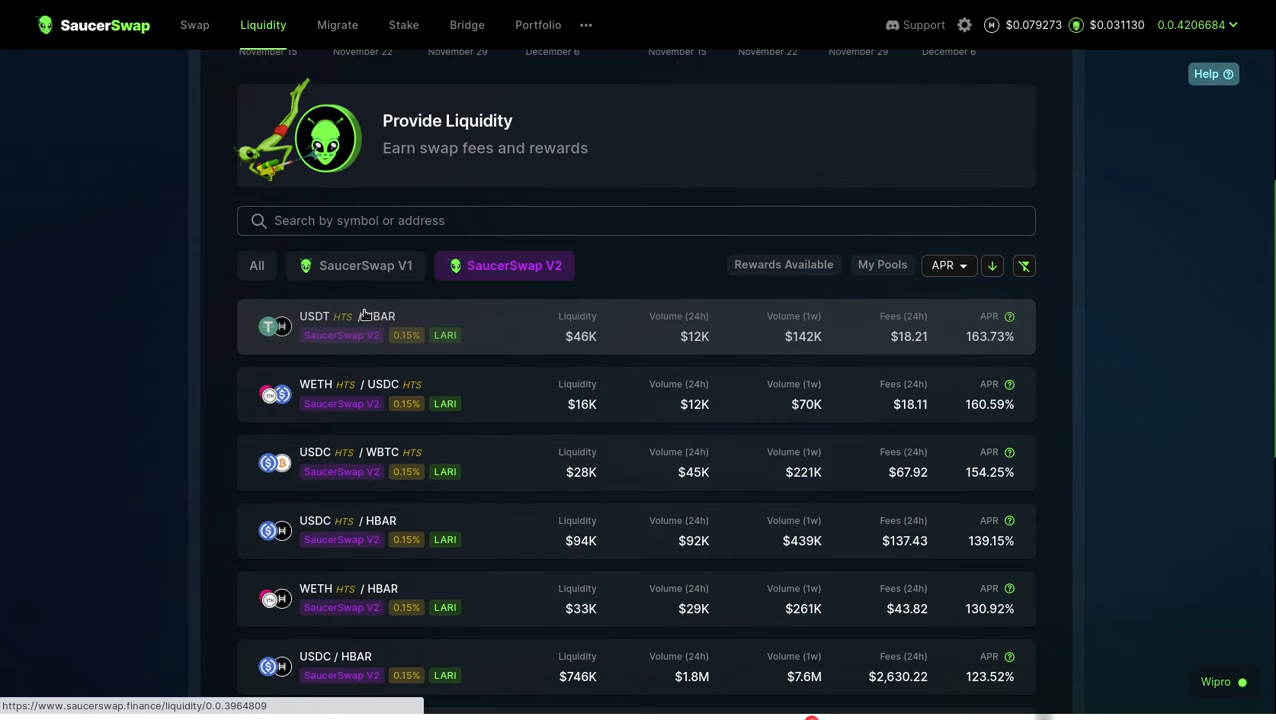 SaucerSwap Swap Liquidity Migrate Stake Bridge Portfolio ••• Support $0.079273 $0.031130 0.0.4206684
November 15 November 22 November 29 December 6 November 15 November 22 November 29 December 6
Help
Provide Liquidity
Earn swap fees and rewards
Search by symbol or address
All SaucerSwap V1 SaucerSwap V2 Rewards Available My Pools APR
USDT HTS / HBAR Liquidity Volume (24h) Volume (1w) Fees (24h) APR
SaucerSwap V2 0.15% LARI $46K $12K $142K $18.21 163.73%
WETH HTS / USDC HTS Liquidity Volume (24h) Volume (1w) Fees (24h) APR
SaucerSwap V2 0.15% LARI $16K $12K $70K $18.11 160.59%
USDC HTS / WBTC HTS Liquidity Volume (24h) Volume (1w) Fees (24h) APR
SaucerSwap V2 0.15% LARI $28K $45K $221K $67.92 154.25%
USDC HTS / HBAR Liquidity Volume (24h) Volume (1w) Fees (24h) APR
SaucerSwap V2 0.15% LARI $94K $92K $439K $137.43 139.15%
WETH HTS / HBAR Liquidity Volume (24h) Volume (1w) Fees (24h) APR
SaucerSwap V2 0.15% LARI $33K $29K $261K $43.82 130.92%
USDC / HBAR Liquidity Volume (24h) Volume (1w) Fees (24h) APR
SaucerSwap V2 0.15% LARI $746K $1.8M $7.6M $2,630.22 123.52%
Wipro
https://www.saucerswap.finance/liquidity/0.0.3964809